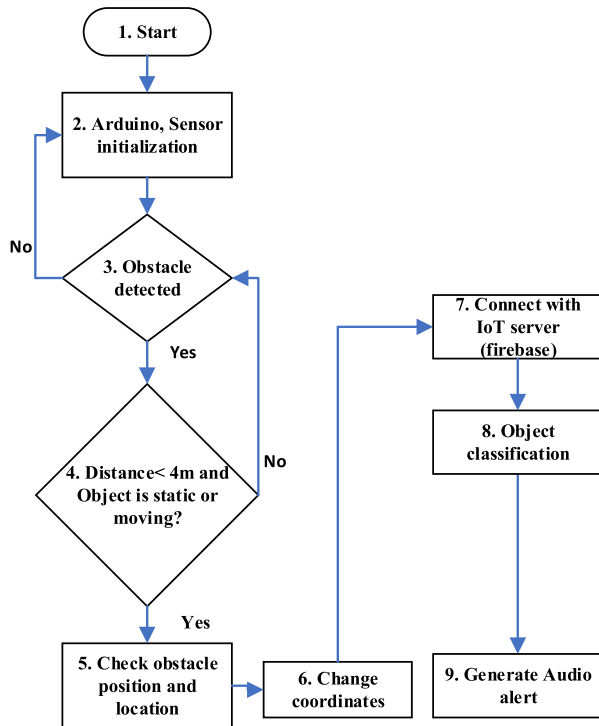 1. Start
2. Arduino, Sensor
initialization
No
3. Obstacle
detected
Yes
4. Distance< 4m and
Object is static or
moving?
No
Yes
5. Check obstacle
position and
location
6. Change
coordinates
7. Connect with
IoT server
(firebase)
8. Object
classification
9. Generate Audio
alert